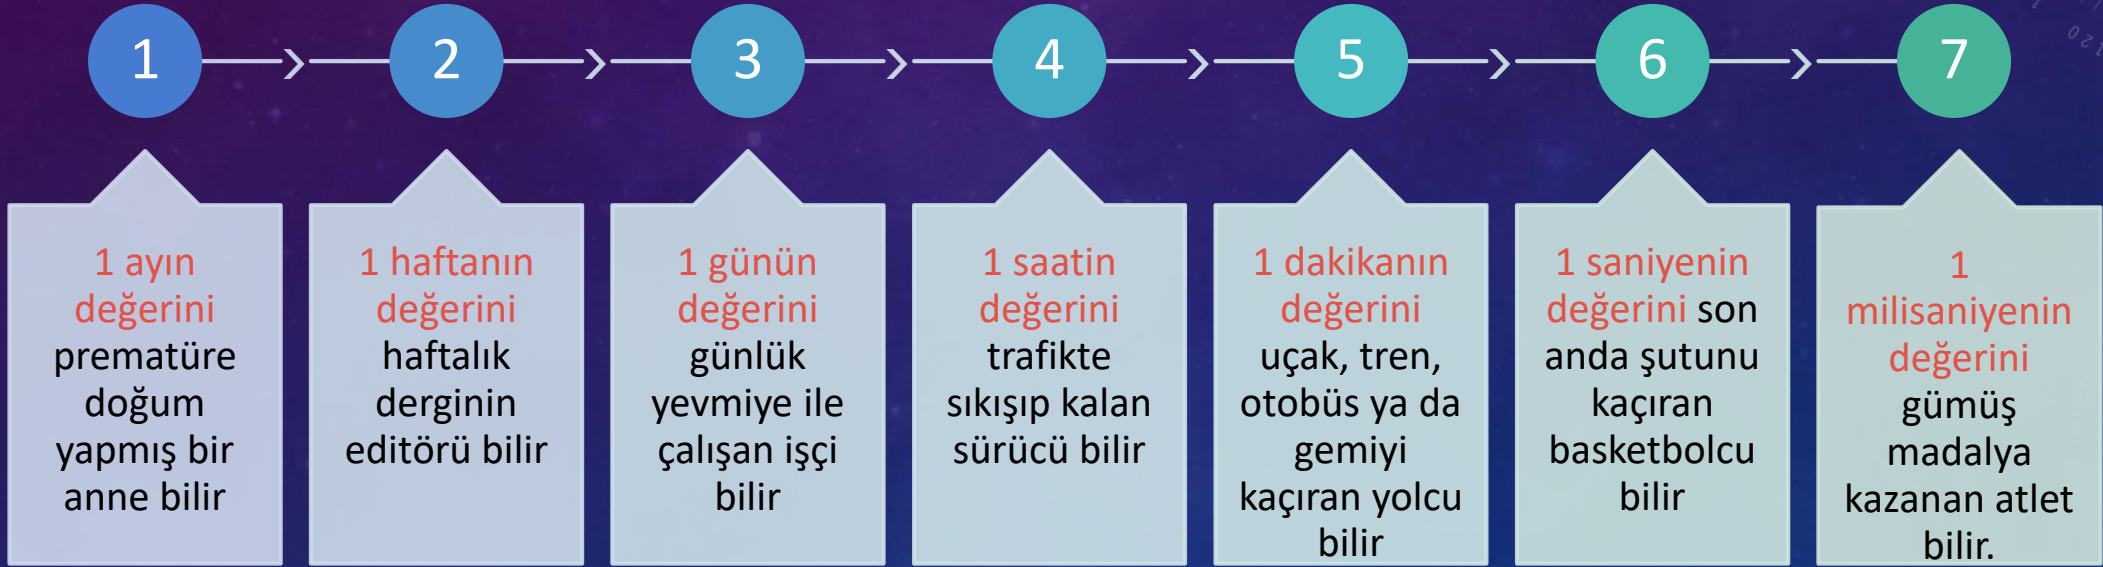 1
2
3
4
5
6
7
1 ayın
değerini
prematüre
doğum
yapmış bir
anne bilir
1 haftanın
değerini
haftalık
derginin
editörü bilir
1 günün
değerini
günlük
yevmiye ile
çalışan işçi
bilir
1 saatin
değerini
trafikte
sıkışıp kalan
sürücü bilir
1 dakikanın
değerini
uçak, tren,
otobüs ya da
gemiyi
kaçıran yolcu
bilir
1 saniyenin
değerini son
anda şutunu
kaçıran
basketbolcu
bilir
1
milisaniyenin
değerini
gümüş
madalya
kazanan atlet
bilir.